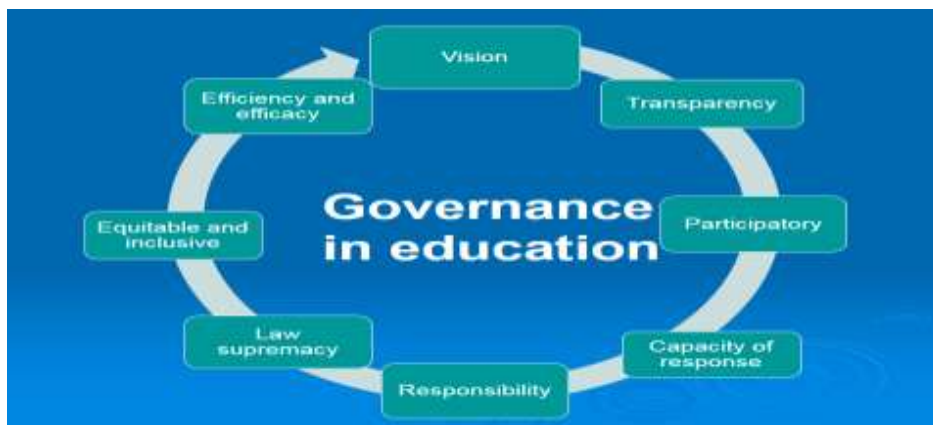 Vision
Transparency
Participatory
Capacity of
response
Responsibility
Law
supremacy
Equitable and
inclusive
Efficiency and
efficacy
Governance
in education